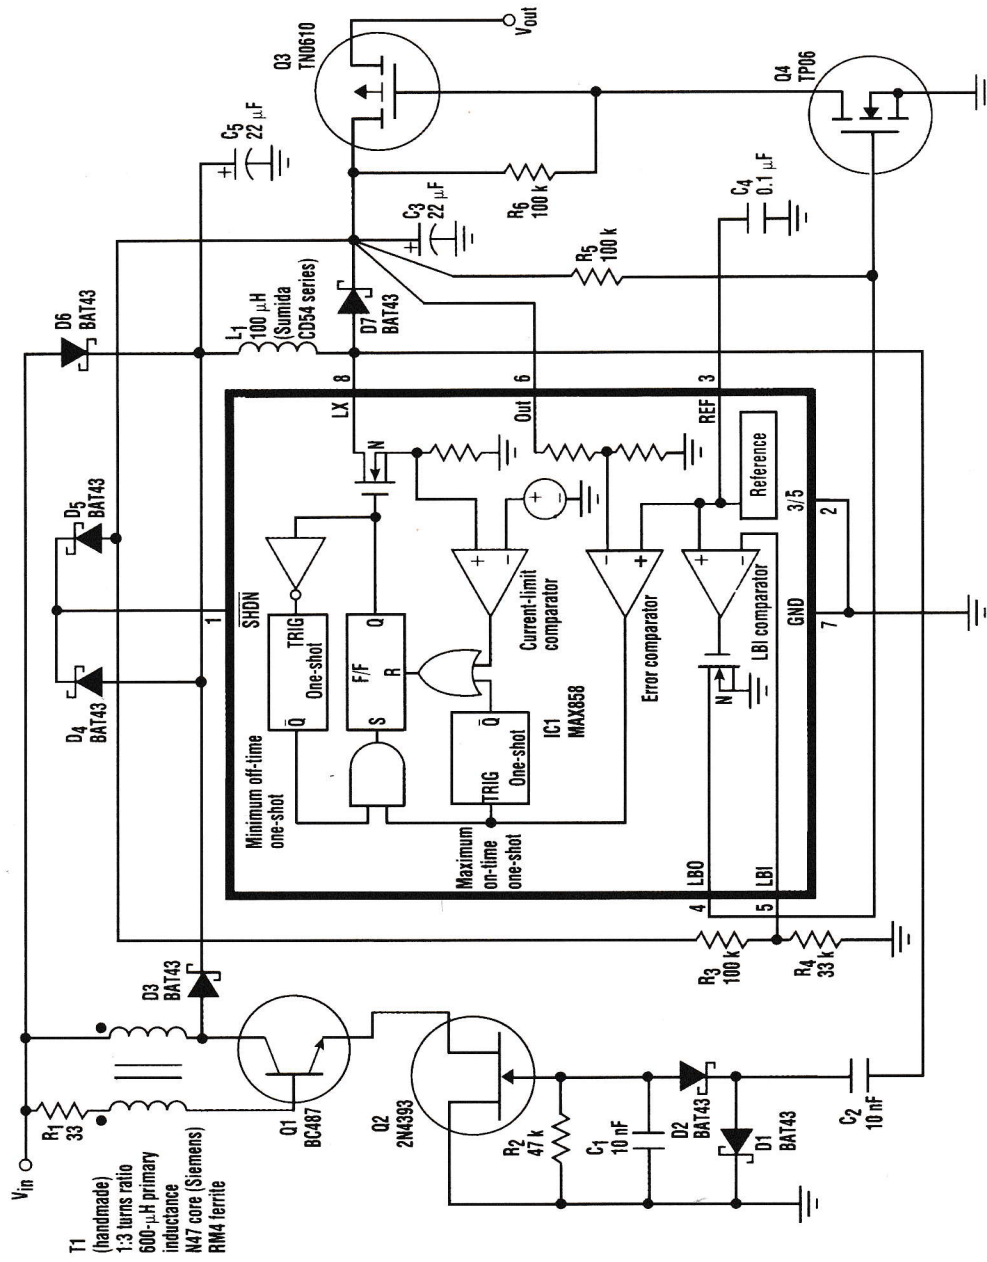 T1
(handmade)
1:3 turns ratio
600-μH primary
inductance
N47 core (Siemens)
RM4 ferrite
Vin
R1
33
Q1
BC487
Q2
2N4393
R2
47 k
C1
10 nF
D2
BAT43
D1
BAT43
C2
10 nF
D3
BAT43
R3
100 k
R4
33 k
4
LBO
5
LBI
Minimum off-time
one-shot
Maximum
on-time
one-shot
Q̅
TRIG
One-shot
S
F/F
Q
R
TRIG
One-shot
Q̅
IC1
MAX858
Current-limit
comparator
+
−
+
−
Error comparator
−
+
LBI comparator
+
−
N
N
Reference
D4
BAT43
D5
BAT43
1
S̅H̅D̅N̅
GND
7
3/5
2
LX
8
Out
6
REF
3
D6
BAT43
L1
100 μH
(Sumida
CD54 series)
D7
BAT43
C5
22 μF
+
C3
22 μF
+
R5
100 k
R6
100 k
C4
0.1 μF
Q3
TN0610
Q4
TP06
Vout